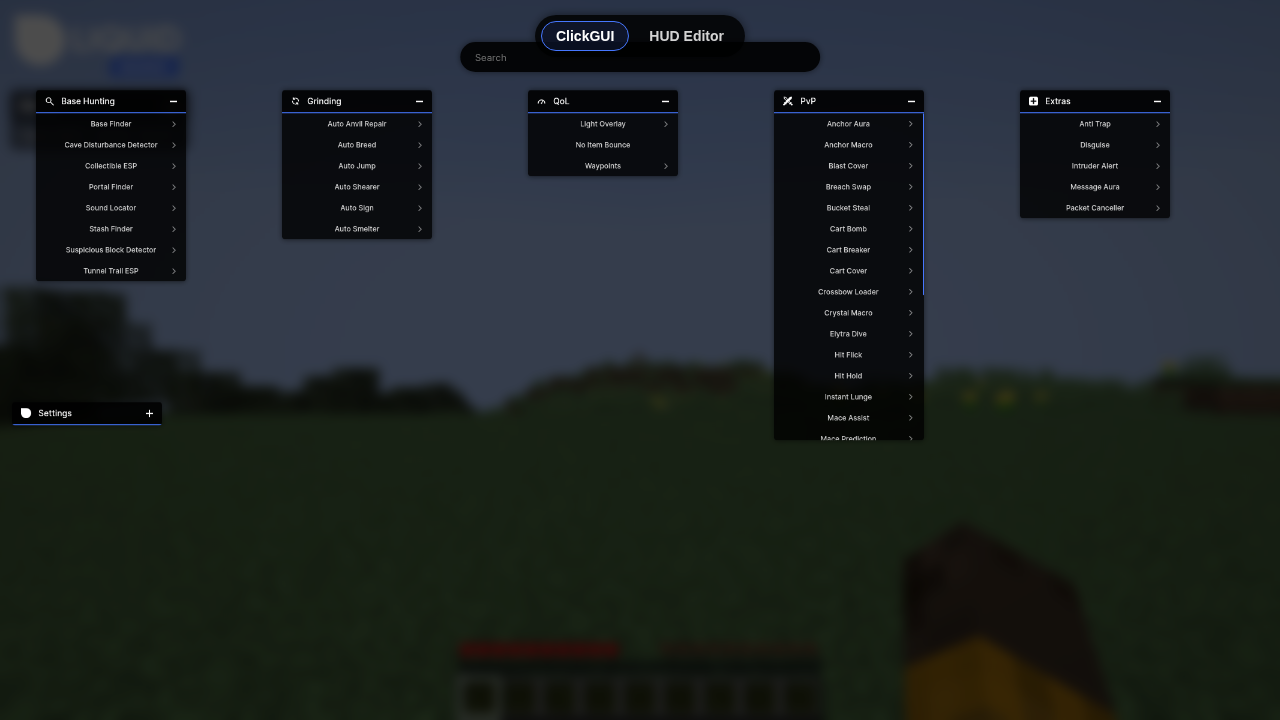 LIQUID
ClickGUI
HUD Editor
Search
Base Hunting
Base Finder
Cave Disturbance Detector
Collectible ESP
Portal Finder
Sound Locator
Stash Finder
Suspicious Block Detector
Tunnel Trail ESP
Grinding
Auto Anvil Repair
Auto Breed
Auto Jump
Auto Shearer
Auto Sign
Auto Smelter
QoL
Light Overlay
No Item Bounce
Waypoints
PvP
Anchor Aura
Anchor Macro
Blast Cover
Breach Swap
Bucket Steal
Cart Bomb
Cart Breaker
Cart Cover
Crossbow Loader
Crystal Macro
Elytra Dive
Hit Flick
Hit Hold
Instant Lunge
Mace Assist
Mace Prediction
Extras
Anti Trap
Disguise
Intruder Alert
Message Aura
Packet Canceller
Settings